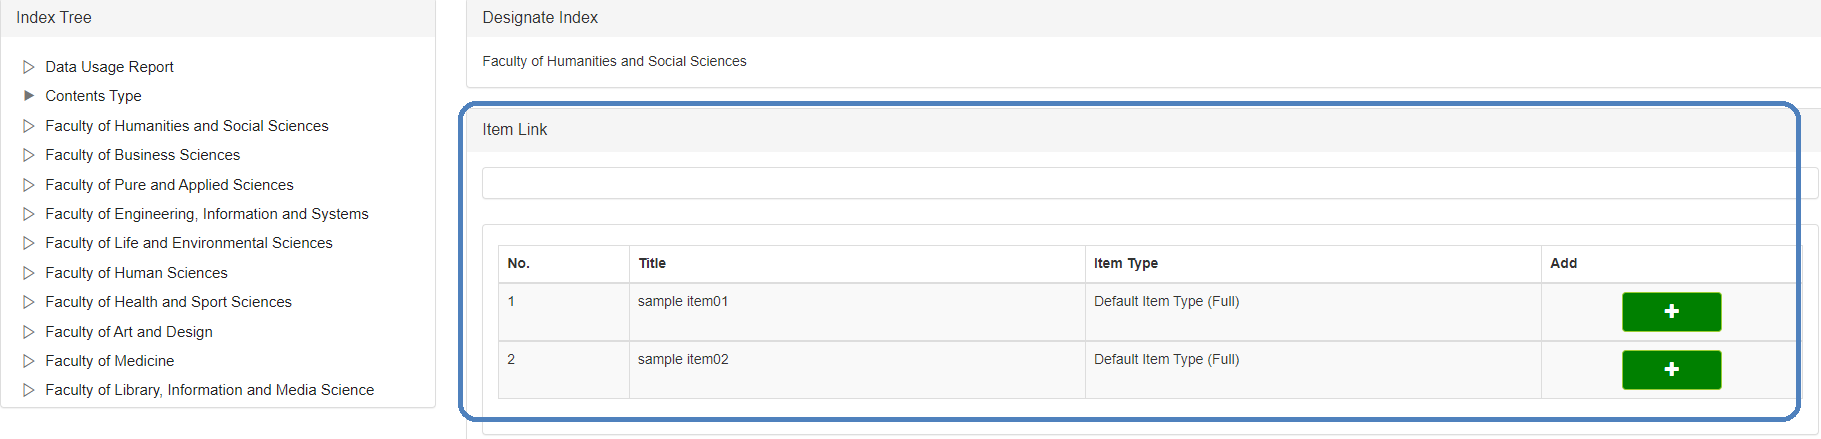 Index Tree
Data Usage Report
Contents Type
Faculty of Humanities and Social Sciences
Faculty of Business Sciences
Faculty of Pure and Applied Sciences
Faculty of Engineering, Information and Systems
Faculty of Life and Environmental Sciences
Faculty of Human Sciences
Faculty of Health and Sport Sciences
Faculty of Art and Design
Faculty of Medicine
Faculty of Library, Information and Media Science
Designate Index
Faculty of Humanities and Social Sciences
Item Link
No. Title Item Type Add
1 sample item01 Default Item Type (Full)
2 sample item02 Default Item Type (Full)